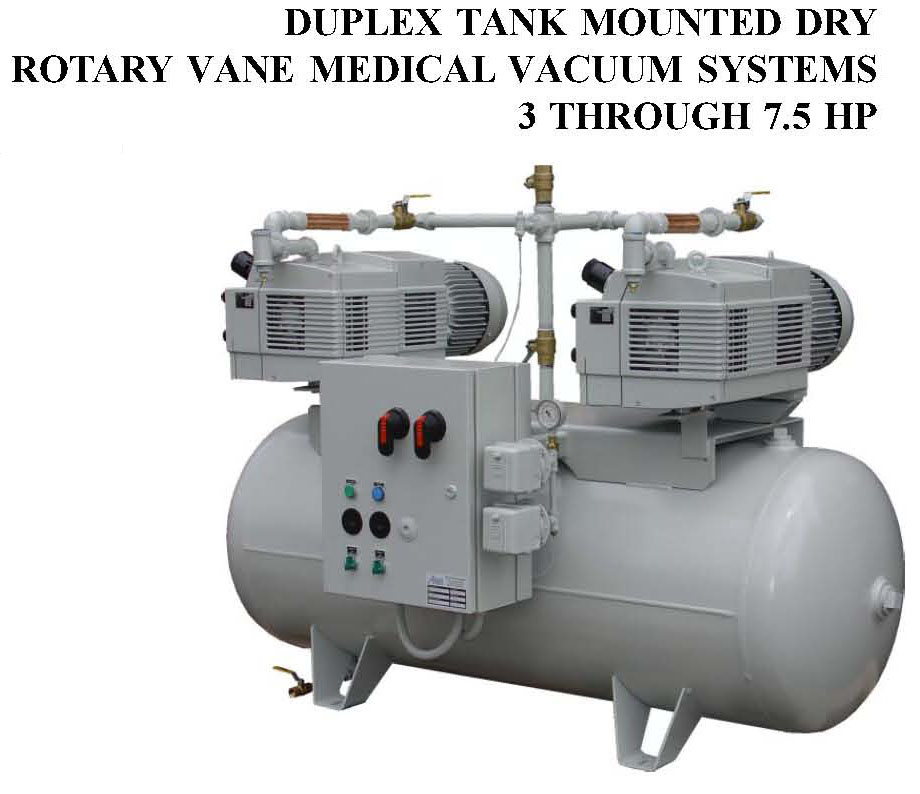 DUPLEX TANK MOUNTED DRY
ROTARY VANE MEDICAL VACUUM SYSTEMS
3 THROUGH 7.5 HP